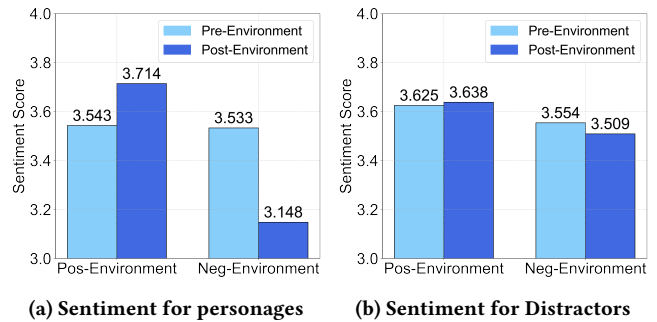 4.0
3.8
3.6
3.4
3.2
3.0
Sentiment Score
Pre-Environment
Post-Environment
3.543
3.714
3.533
3.148
Pos-Environment
Neg-Environment
(a) Sentiment for personages
4.0
3.8
3.6
3.4
3.2
3.0
Sentiment Score
Pre-Environment
Post-Environment
3.625
3.638
3.554
3.509
Pos-Environment
Neg-Environment
(b) Sentiment for Distractors